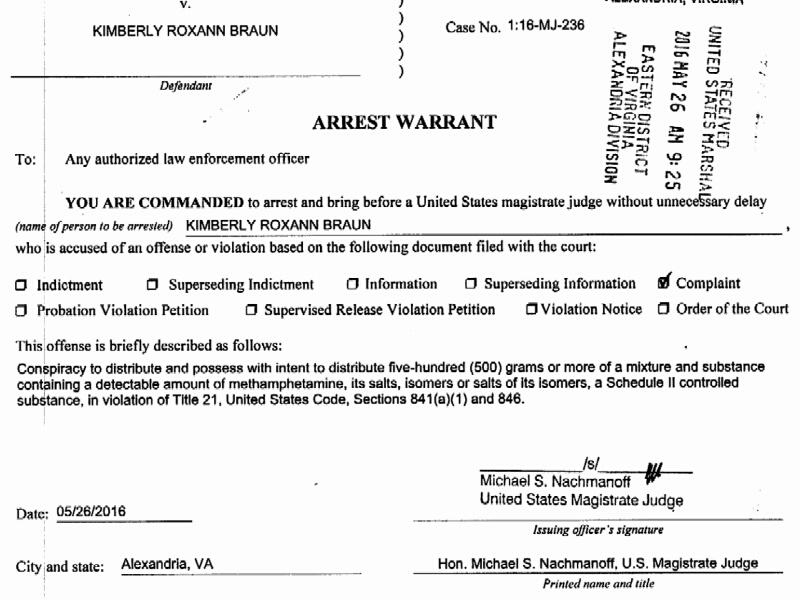 v.
KIMBERLY ROXANN BRAUN
Defendant
)
)
)
)
)
Case No. 1:16-MJ-236
ALEXANDRIA, VIRGINIA
RECEIVED
UNITED STATES MARSHAL
2016 MAY 26 AM 9:25
EASTERN DISTRICT
OF VIRGINIA
ALEXANDRIA DIVISION
ARREST WARRANT
To: Any authorized law enforcement officer
YOU ARE COMMANDED to arrest and bring before a United States magistrate judge without unnecessary delay
(name of person to be arrested) KIMBERLY ROXANN BRAUN ,
who is accused of an offense or violation based on the following document filed with the court:
☐ Indictment ☐ Superseding Indictment ☐ Information ☐ Superseding Information ☑ Complaint
☐ Probation Violation Petition ☐ Supervised Release Violation Petition ☐ Violation Notice ☐ Order of the Court
This offense is briefly described as follows:
Conspiracy to distribute and possess with intent to distribute five-hundred (500) grams or more of a mixture and substance
containing a detectable amount of methamphetamine, its salts, isomers or salts of its isomers, a Schedule II controlled
substance, in violation of Title 21, United States Code, Sections 841(a)(1) and 846.
/s/
Michael S. Nachmanoff
United States Magistrate Judge
Date: 05/26/2016
Issuing officer's signature
City and state: Alexandria, VA
Hon. Michael S. Nachmanoff, U.S. Magistrate Judge
Printed name and title